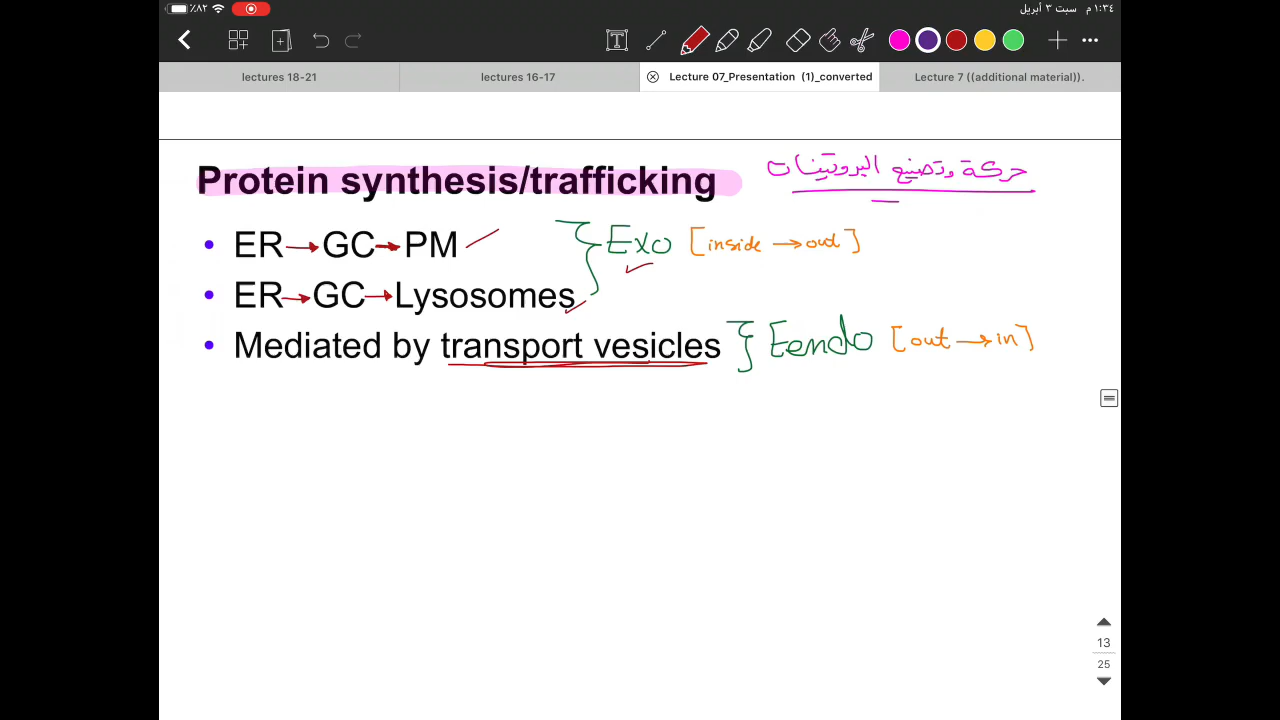 ٪٨٢ ١:٣٤ م سبت ٣ أبريل
lectures 18-21 lectures 16-17 Lecture 07_Presentation (1)_converted Lecture 7 ((additional material)).
Protein synthesis/trafficking حركة وتصنيع البروتينات
• ER→GC→PM Exo [inside → out]
• ER→GC→Lysosomes
• Mediated by transport vesicles Eendo [out → in]
13
25